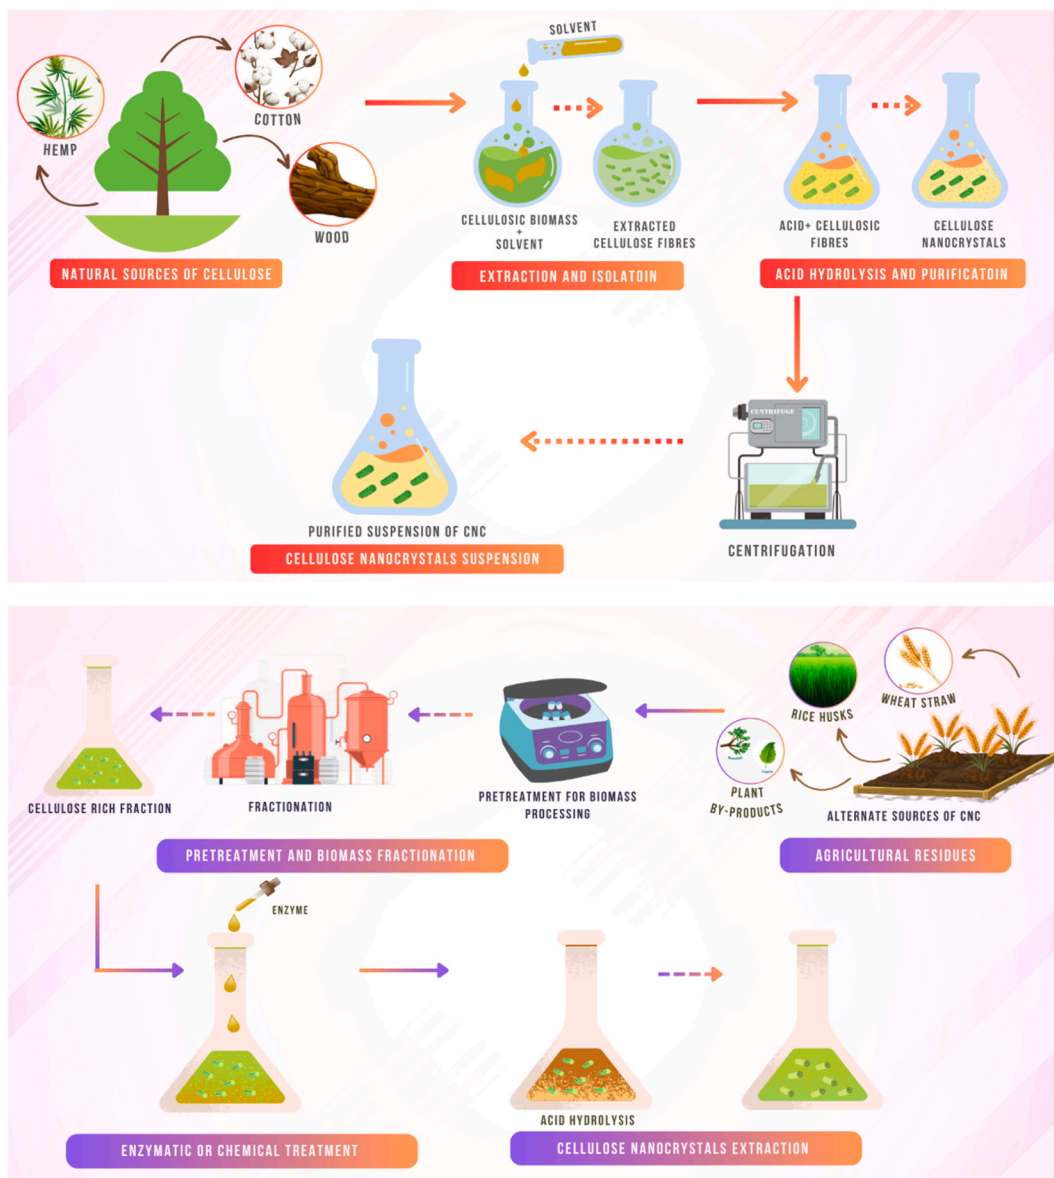 SOLVENT
HEMP
COTTON
WOOD
NATURAL SOURCES OF CELLULOSE
CELLULOSIC BIOMASS
+
SOLVENT
EXTRACTED
CELLULOSE FIBRES
EXTRACTION AND ISOLATOIN
ACID+ CELLULOSIC
FIBRES
CELLULOSE
NANOCRYSTALS
ACID HYDROLYSIS AND PURIFICATOIN
CENTRIFUGE
CENTRIFUGATION
PURIFIED SUSPENSION OF CNC
CELLULOSE NANOCRYSTALS SUSPENSION
RICE HUSKS
WHEAT STRAW
PLANT
BY-PRODUCTS
ALTERNATE SOURCES OF CNC
AGRICULTURAL RESIDUES
PRETREATMENT FOR BIOMASS
PROCESSING
FRACTIONATION
CELLULOSE RICH FRACTION
PRETREATMENT AND BIOMASS FRACTIONATION
ENZYME
ENZYMATIC OR CHEMICAL TREATMENT
ACID HYDROLYSIS
CELLULOSE NANOCRYSTALS EXTRACTION